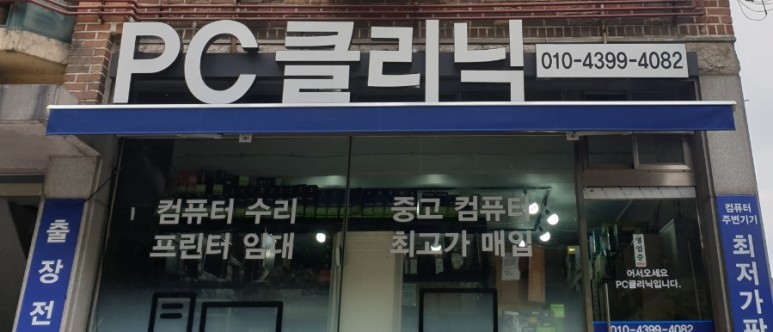 PC 클리닉 010-4399-4082
컴퓨터 수리
프린터 임대
중고 컴퓨터
최고가 매입
영업중
어서오세요
PC클리닉입니다.
010-4399-4082
출장전
컴퓨터
주변기기
최저가판